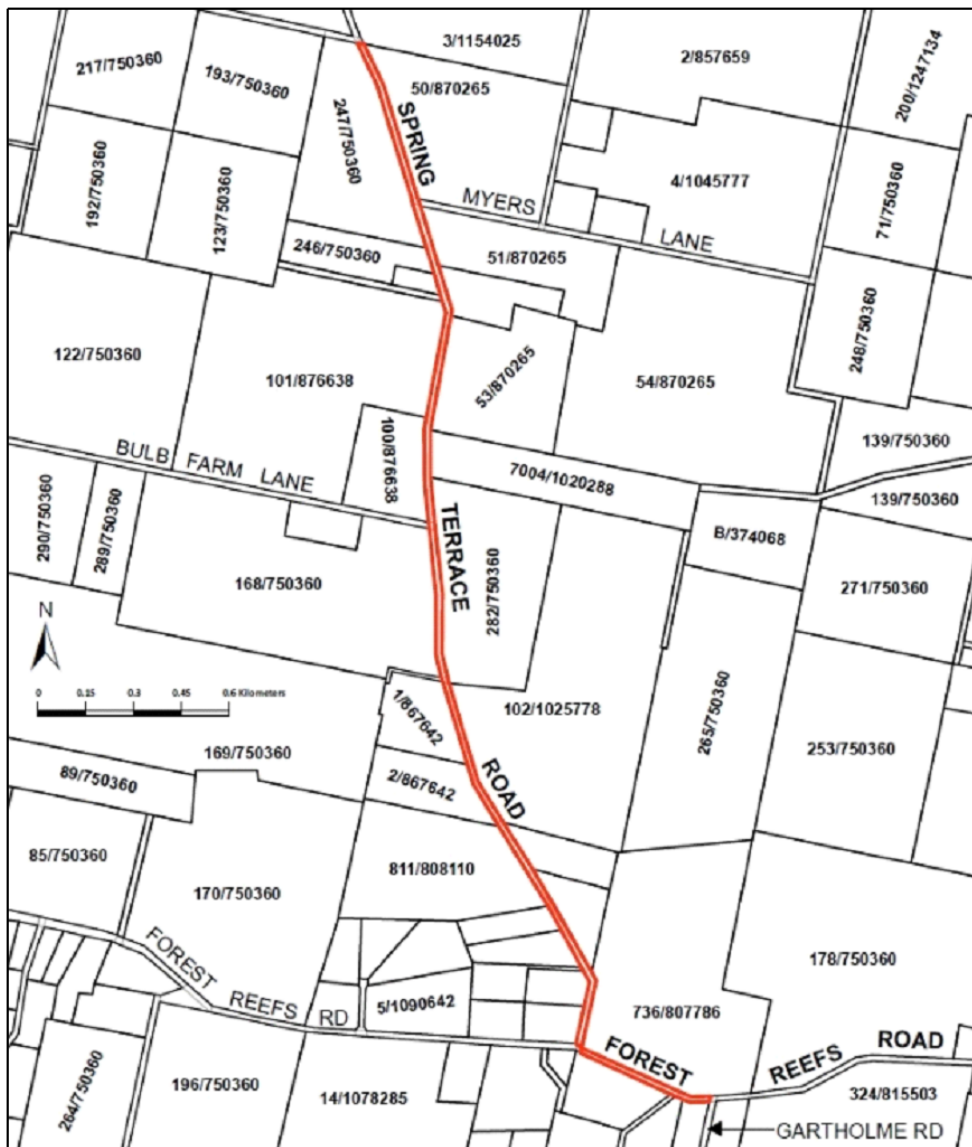 3/1154025
2/857659
200/1247134
217/750360
193/750360
50/870265
247/750360
SPRING
4/1045777
192/750360
123/750360
MYERS
LANE
71/750360
246/750360
51/870265
248/750360
122/750360
101/876638
53/870265
54/870265
139/750360
BULB FARM LANE
100/876638
7004/1020288
139/750360
290/750360
289/750360
B/374068
TERRACE
168/750360
282/750360
271/750360
N
0 0.15 0.3 0.45 0.6 Kilometers
1/867642
102/1025778
265/750360
169/750360
253/750360
89/750360
2/867642
ROAD
85/750360
170/750360
811/808110
178/750360
FOREST
REEFS RD
5/1090642
736/807786
FOREST
REEFS
ROAD
264/750360
196/750360
14/1078285
324/815503
GARTHOLME RD